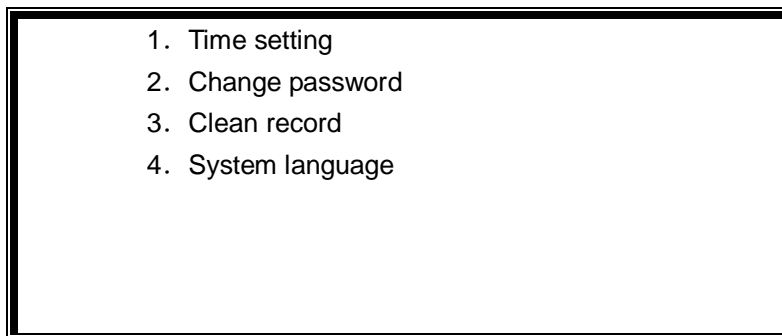 1. Time setting
2. Change password
3. Clean record
4. System language